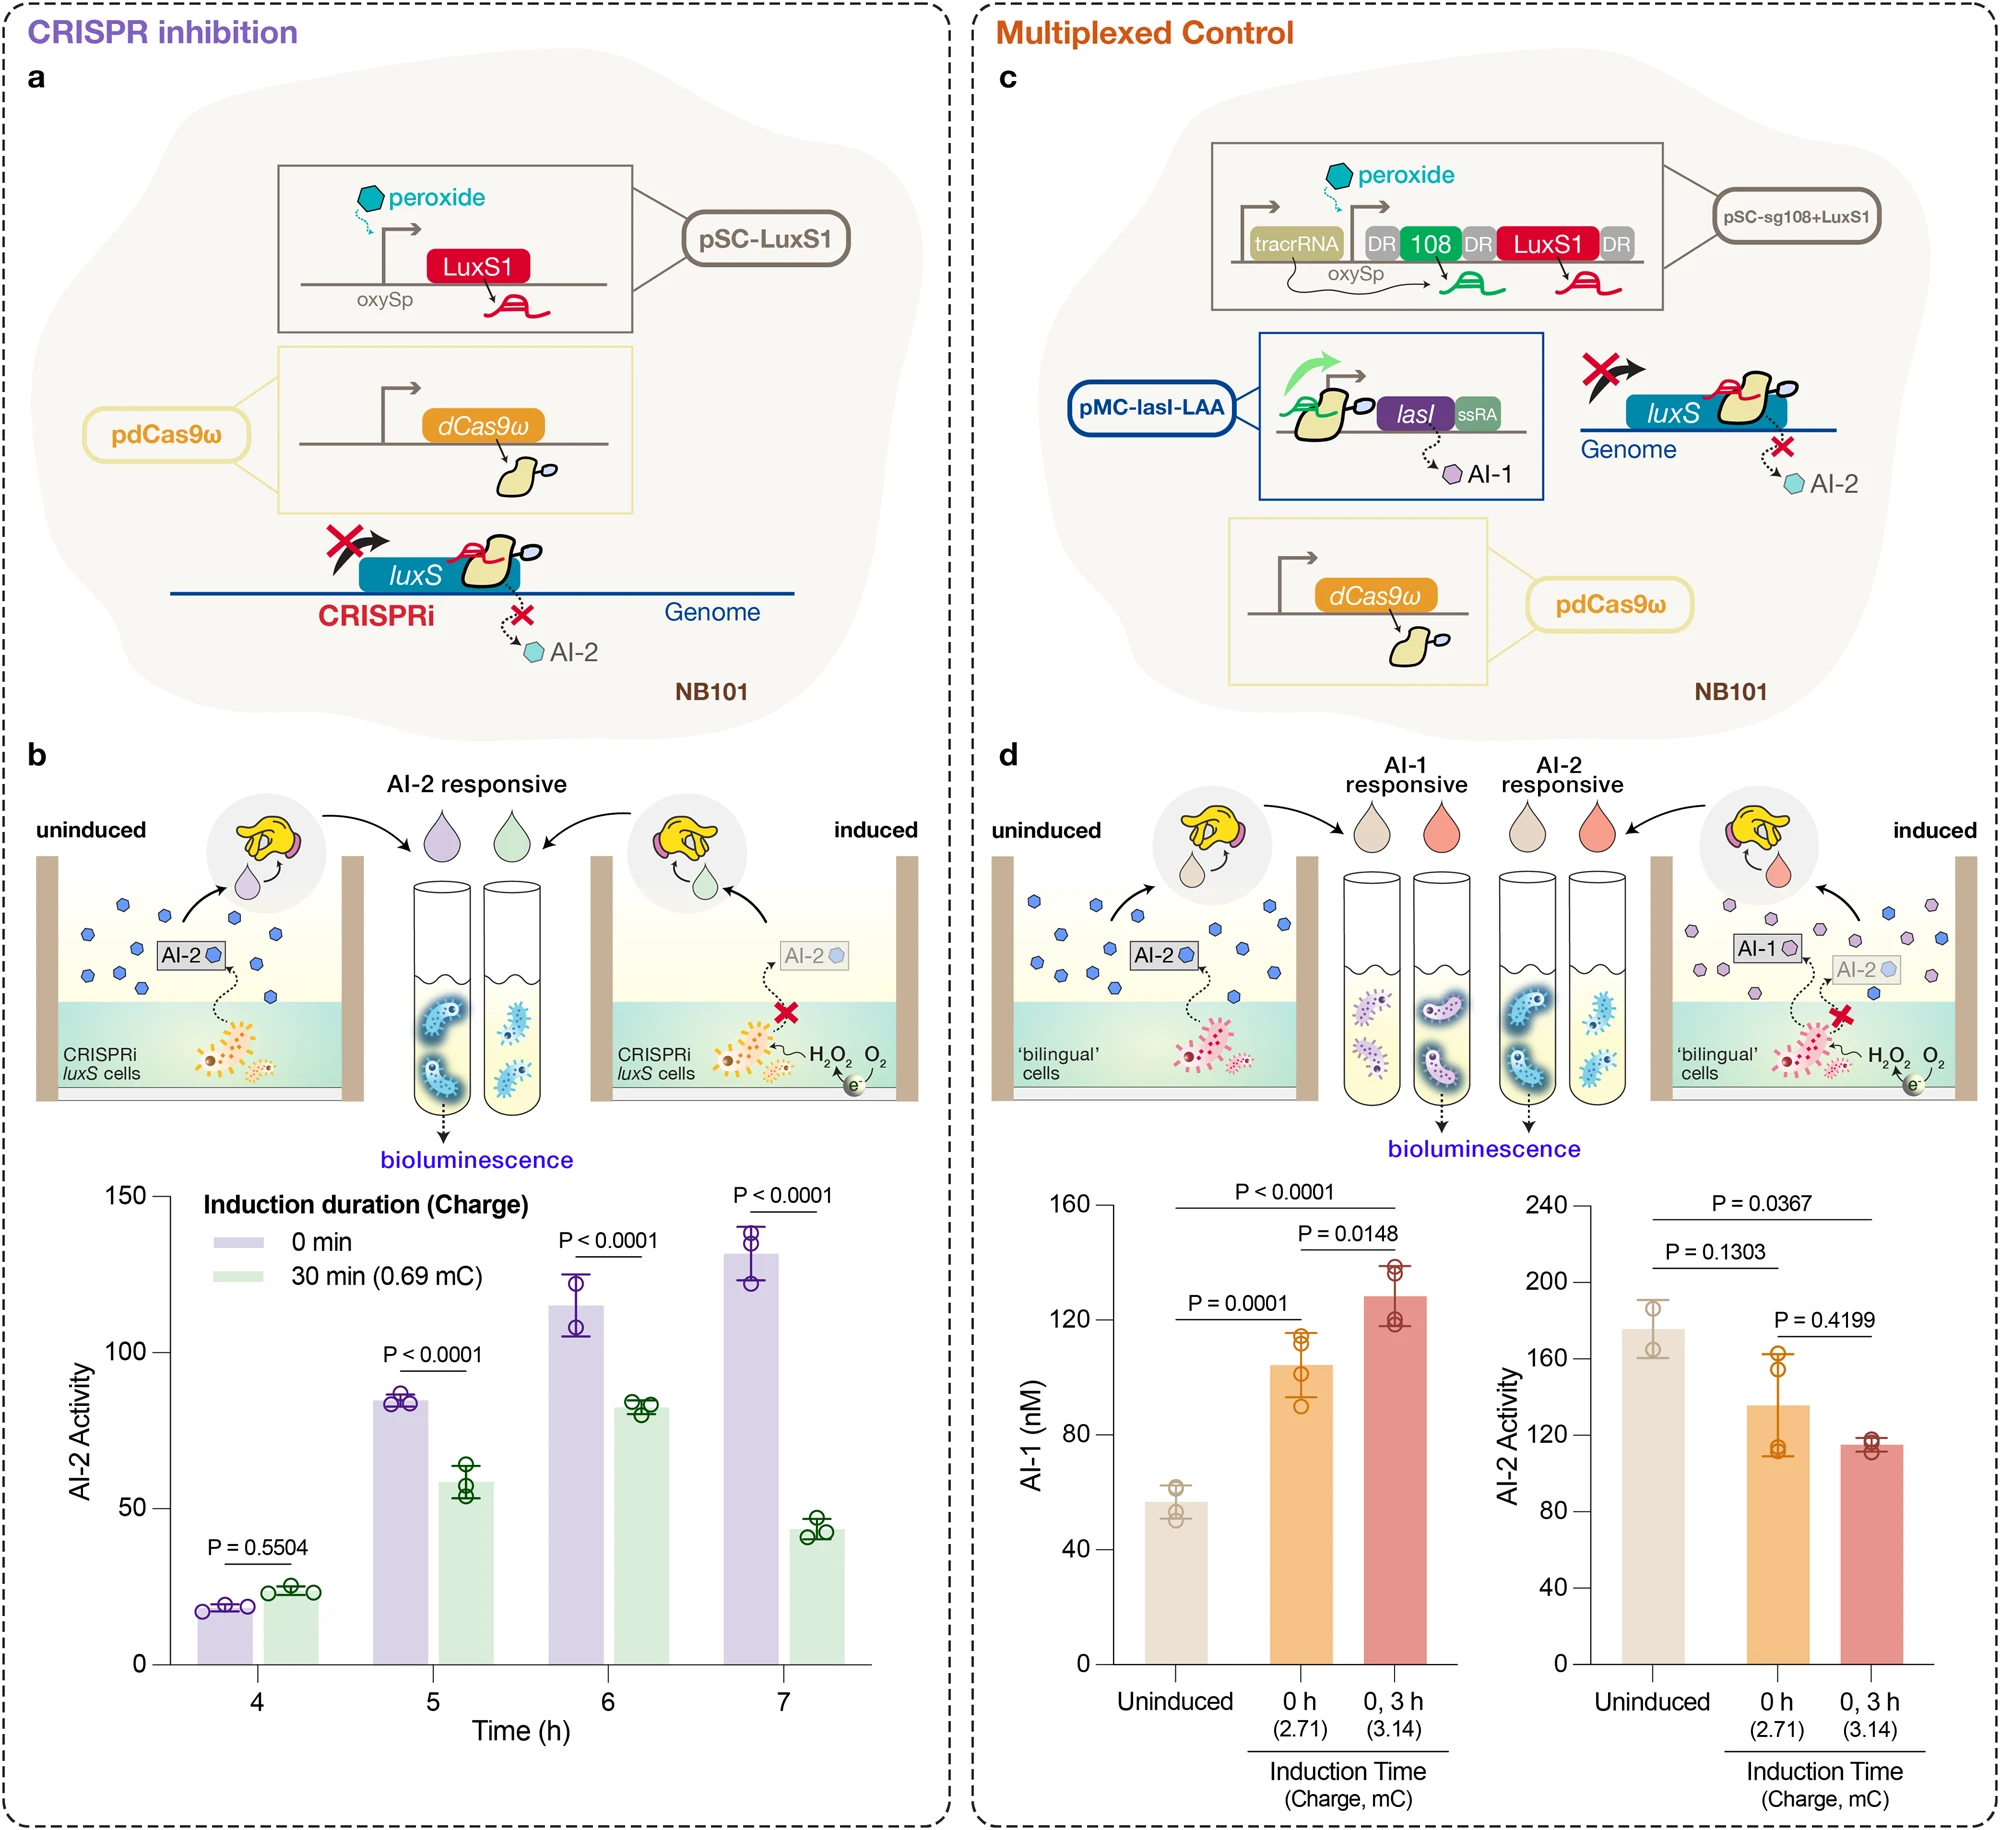 CRISPR inhibition
a
peroxide
LuxS1
oxySp
pSC-LuxS1
dCas9ω
pdCas9ω
luxS
CRISPRi
Genome
AI-2
NB101
b
AI-2 responsive
uninduced
induced
AI-2
AI-2
CRISPRi
luxS cells
CRISPRi
luxS cells
H2O2 O2
e-
bioluminescence
Induction duration (Charge)
0 min
30 min (0.69 mC)
P = 0.5504
P < 0.0001
P < 0.0001
P < 0.0001
AI-2 Activity
150
100
50
0
4 5 6 7
Time (h)
Multiplexed Control
c
peroxide
tracrRNA
DR
108
DR
LuxS1
DR
oxySp
pSC-sg108+LuxS1
pMC-lasI-LAA
lasI
ssRA
AI-1
luxS
Genome
AI-2
dCas9ω
pdCas9ω
NB101
d
AI-1
responsive
AI-2
responsive
uninduced
induced
AI-2
AI-1
AI-2
'bilingual'
cells
'bilingual'
cells
H2O2 O2
e-
bioluminescence
AI-1 (nM)
160
120
80
40
0
P < 0.0001
P = 0.0148
P = 0.0001
Uninduced
0 h
(2.71)
0, 3 h
(3.14)
Induction Time
(Charge, mC)
AI-2 Activity
240
200
160
120
80
40
0
P = 0.0367
P = 0.1303
P = 0.4199
Uninduced
0 h
(2.71)
0, 3 h
(3.14)
Induction Time
(Charge, mC)